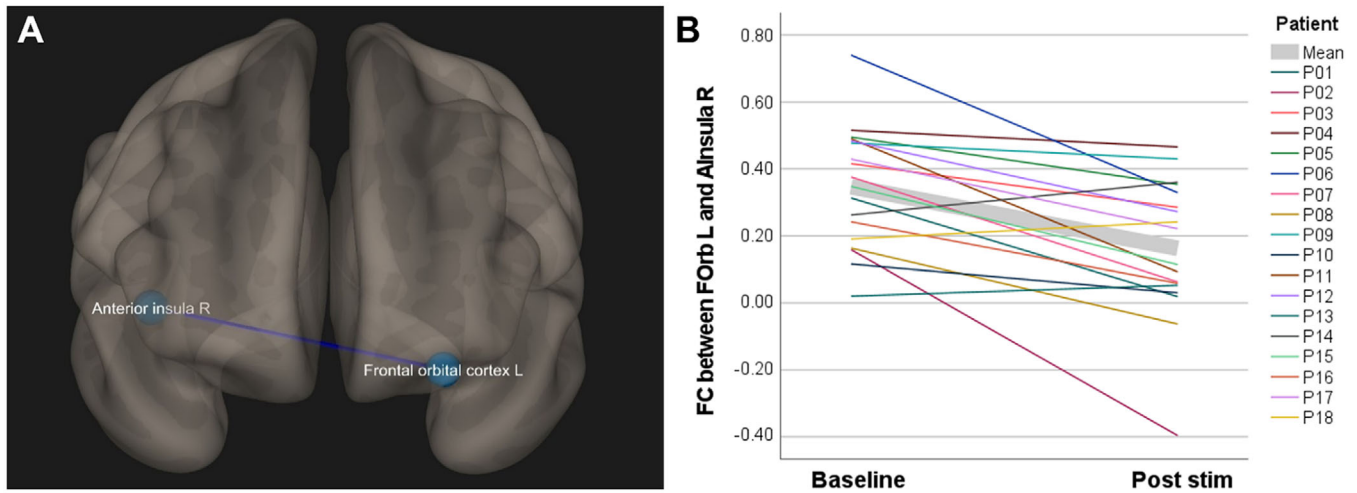 A
Anterior insula R
Frontal orbital cortex L
B
FC between FOrb L and AInsula R
0.80
0.60
0.40
0.20
0.00
-0.20
-0.40
Baseline
Post stim
Patient
Mean
P01
P02
P03
P04
P05
P06
P07
P08
P09
P10
P11
P12
P13
P14
P15
P16
P17
P18